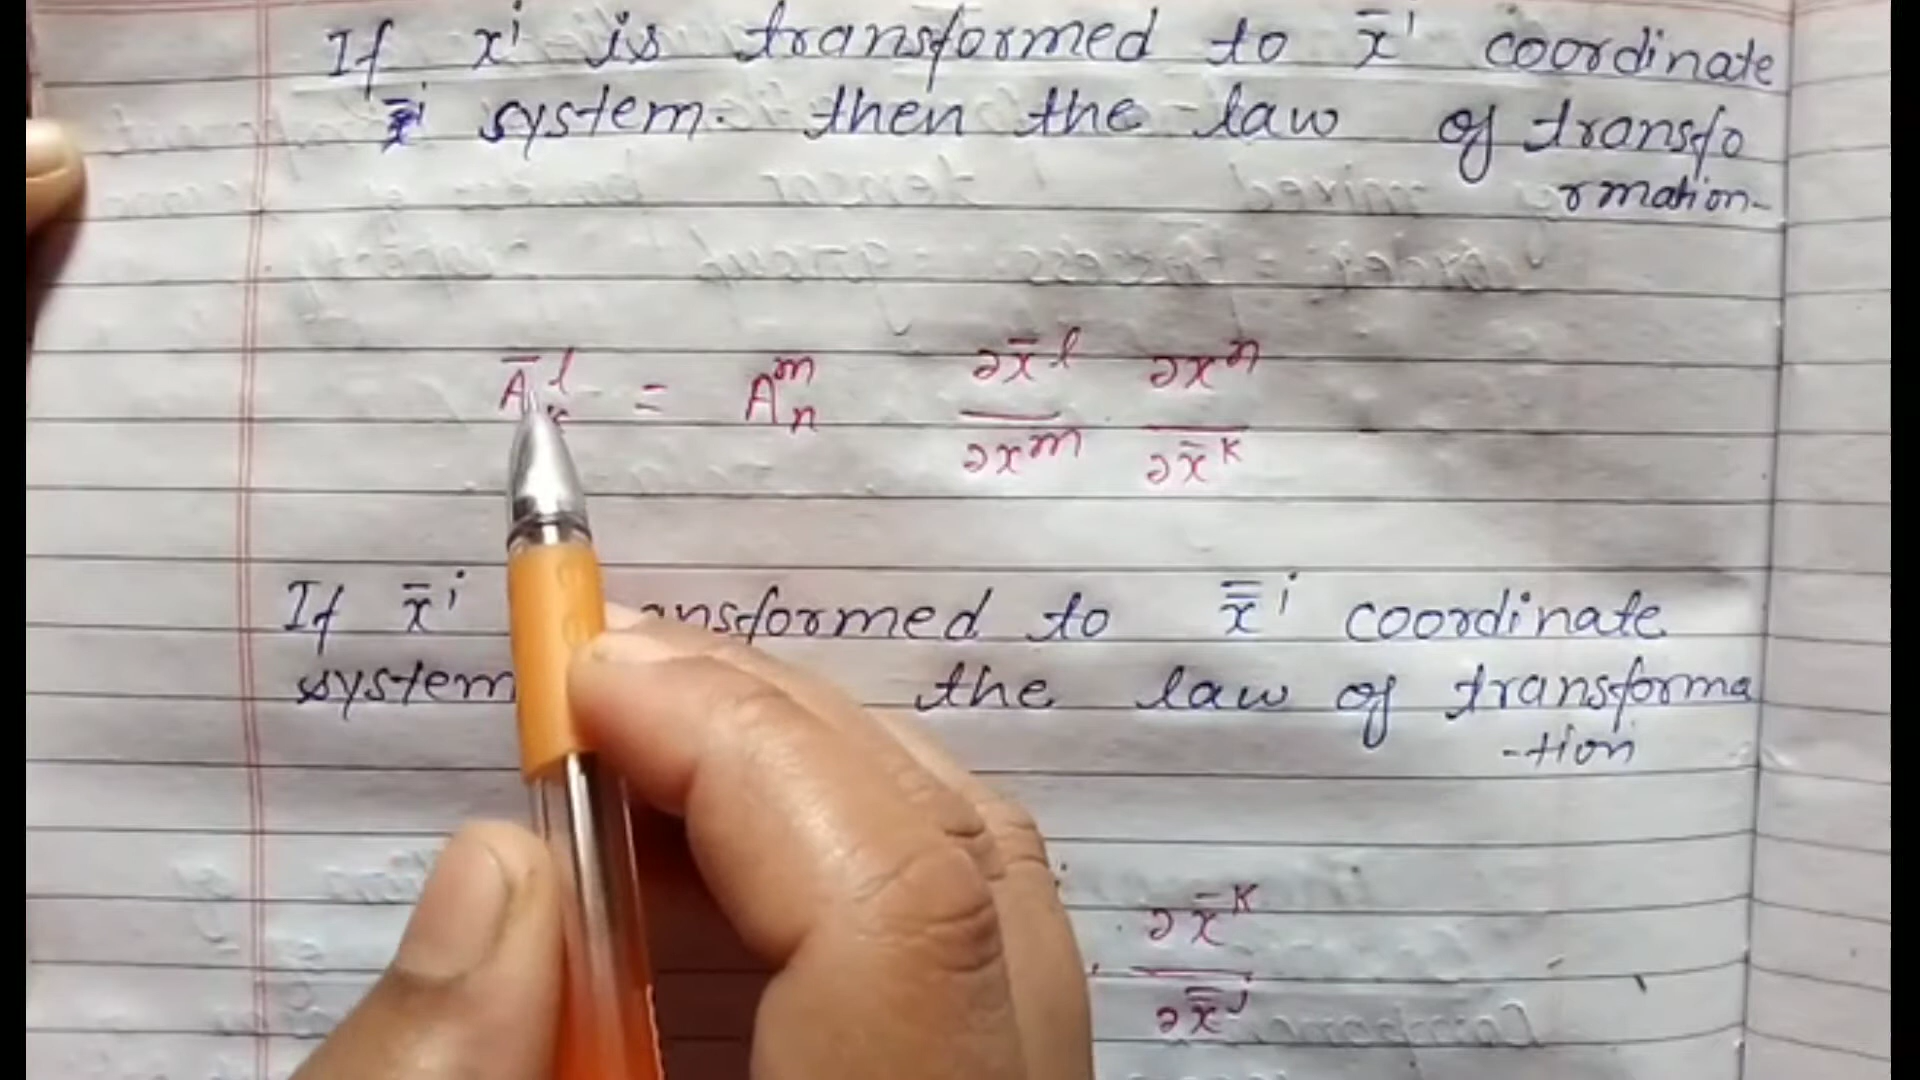 If xⁱ is transformed to x̄ⁱ coordinate
x̄ⁱ system. then the law of transfo
rmation-
Ā^l_k = A^m_n ∂x̄^l/∂x^m ∂x^n/∂x̄^k
If x̄ⁱ ansformed to x̿ⁱ coordinate
system the law of transforma
-tion
∂x̄^k/∂x̿^j